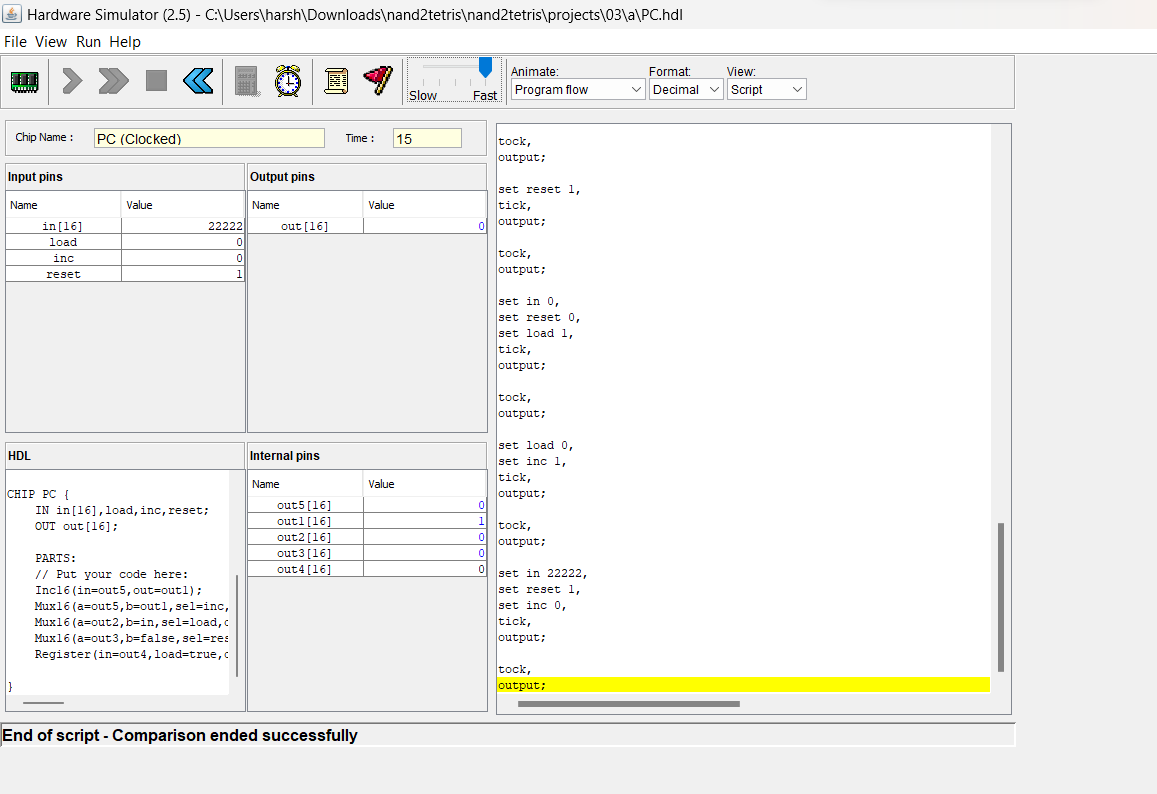 Hardware Simulator (2.5) - C:\Users\harsh\Downloads\nand2tetris\nand2tetris\projects\03\a\PC.hdl
File View Run Help
Slow Fast
Animate: Format: View:
Program flow Decimal Script
Chip Name : PC (Clocked) Time : 15
Input pins
Name Value
in[16] 22222
load 0
inc 0
reset 1
Output pins
Name Value
out[16] 0
HDL
CHIP PC {
IN in[16],load,inc,reset;
OUT out[16];
PARTS:
// Put your code here:
Inc16(in=out5,out=out1);
Mux16(a=out5,b=out1,sel=inc,
Mux16(a=out2,b=in,sel=load,
Mux16(a=out3,b=false,sel=res
Register(in=out4,load=true,
}
Internal pins
Name Value
out5[16] 0
out1[16] 1
out2[16] 0
out3[16] 0
out4[16] 0
tock,
output;
set reset 1,
tick,
output;
tock,
output;
set in 0,
set reset 0,
set load 1,
tick,
output;
tock,
output;
set load 0,
set inc 1,
tick,
output;
tock,
output;
set in 22222,
set reset 1,
set inc 0,
tick,
output;
tock,
output;
End of script - Comparison ended successfully